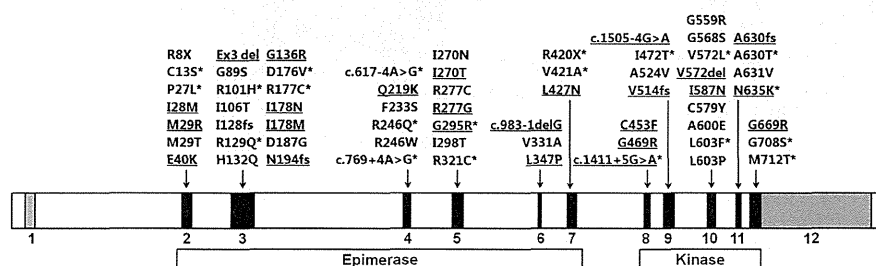 G559R
c.1505-4G>A G568S A630fs
R8X Ex3 del G136R I270N R420X* I472T* V572L* A630T*
C13S* G89S D176V* c.617-4A>G* I270T V421A* A524V V572del A631V
P27L* R101H* R177C* Q219K R277C L427N V514fs I587N N635K*
I28M I106T I178N F233S R277G C579Y
M29R I128fs I178M R246Q* G295R* c.983-1delG C453F A600E G669R
M29T R129Q* D187G R246W I298T V331A G469R L603F* G708S*
E40K H132Q N194fs c.769+4A>G* R321C* L347P c.1411+5G>A* L603P M712T*
1 2 3 4 5 6 7 8 9 10 11 12
Epimerase Kinase